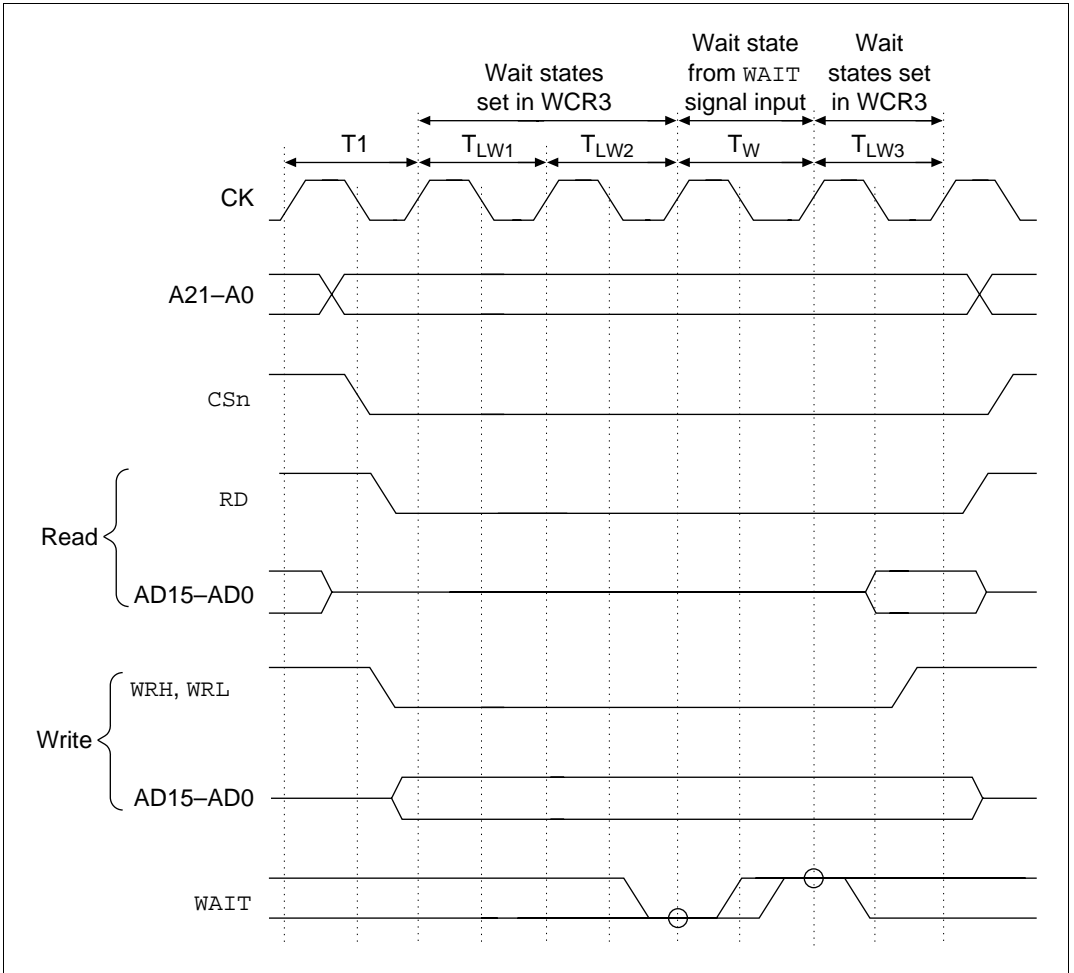 Wait states
set in WCR3
Wait state
from WAIT
signal input
Wait
states set
in WCR3
T1
TLW1
TLW2
TW
TLW3
CK
A21–A0
CSn
Read
RD
AD15–AD0
Write
WRH, WRL
AD15–AD0
WAIT